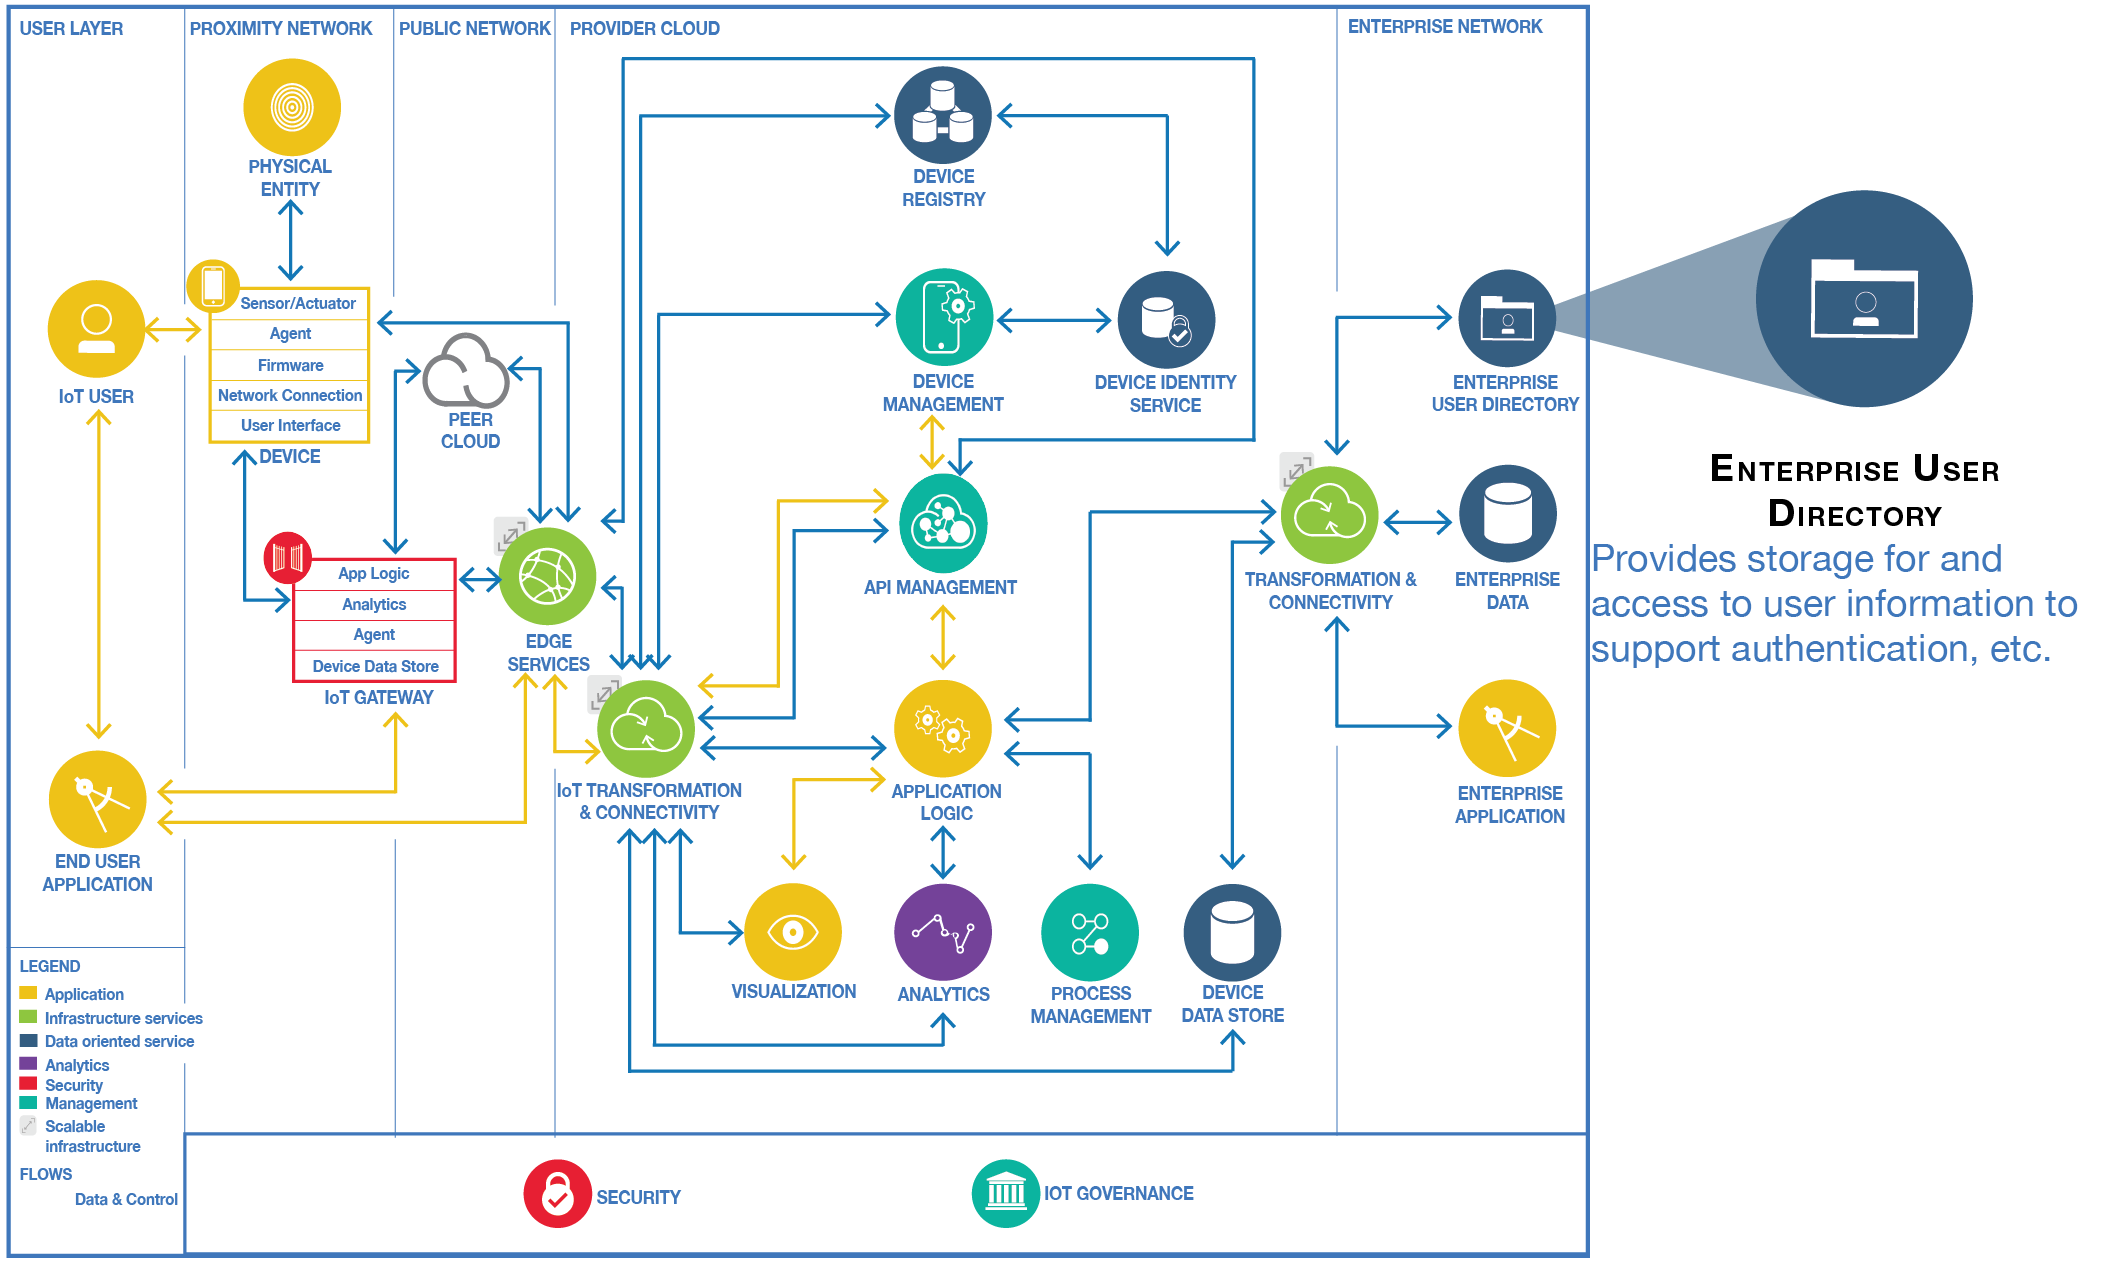 USER LAYER
PROXIMITY NETWORK
PUBLIC NETWORK
PROVIDER CLOUD
ENTERPRISE NETWORK
PHYSICAL
ENTITY
IoT USER
Sensor/Actuator
Agent
Firmware
Network Connection
User Interface
DEVICE
PEER
CLOUD
App Logic
Analytics
Agent
Device Data Store
IoT GATEWAY
END USER
APPLICATION
EDGE
SERVICES
IoT TRANSFORMATION
& CONNECTIVITY
DEVICE
REGISTRY
DEVICE
MANAGEMENT
DEVICE IDENTITY
SERVICE
API MANAGEMENT
APPLICATION
LOGIC
VISUALIZATION
ANALYTICS
PROCESS
MANAGEMENT
DEVICE
DATA STORE
TRANSFORMATION &
CONNECTIVITY
ENTERPRISE
USER DIRECTORY
ENTERPRISE
DATA
ENTERPRISE
APPLICATION
ENTERPRISE USER
DIRECTORY
Provides storage for and
access to user information to
support authentication, etc.
LEGEND
Application
Infrastructure services
Data oriented service
Analytics
Security
Management
Scalable
infrastructure
FLOWS
Data & Control
SECURITY
IOT GOVERNANCE